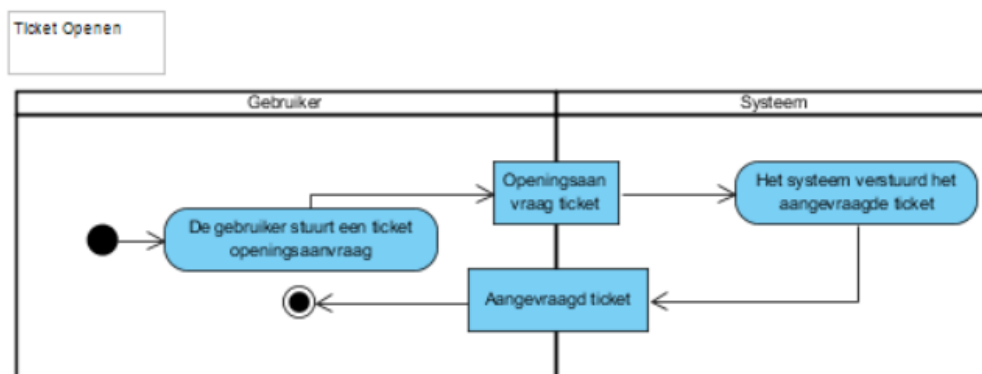 Ticket Openen
Gebruiker
Systeem
De gebruiker stuurt een ticket
openingsaanvraag
Openingsaan
vraag ticket
Het systeem verstuurd het
aangevraagde ticket
Aangevraagd ticket